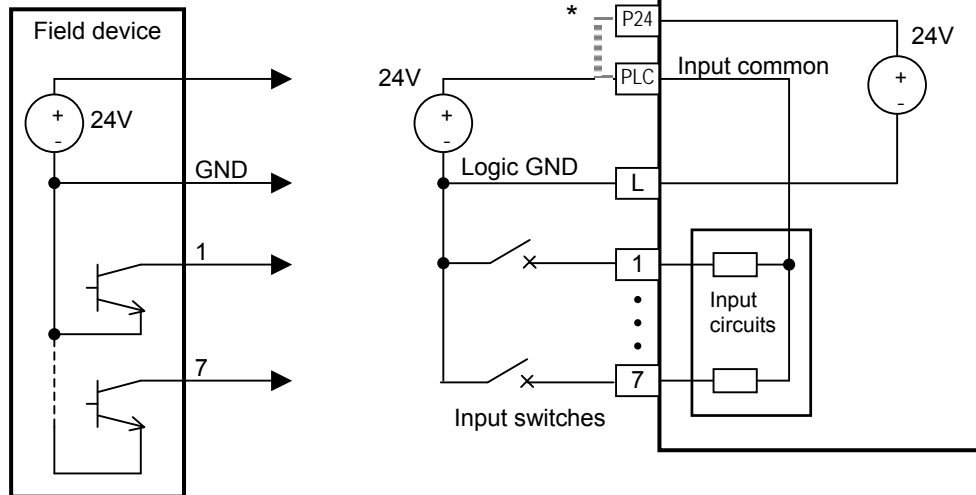 Field device
24V
+
-
GND
1
7
*
24V
+
-
Logic GND
Input switches
P24
PLC
L
1
7
Input common
24V
+
-
Input
circuits